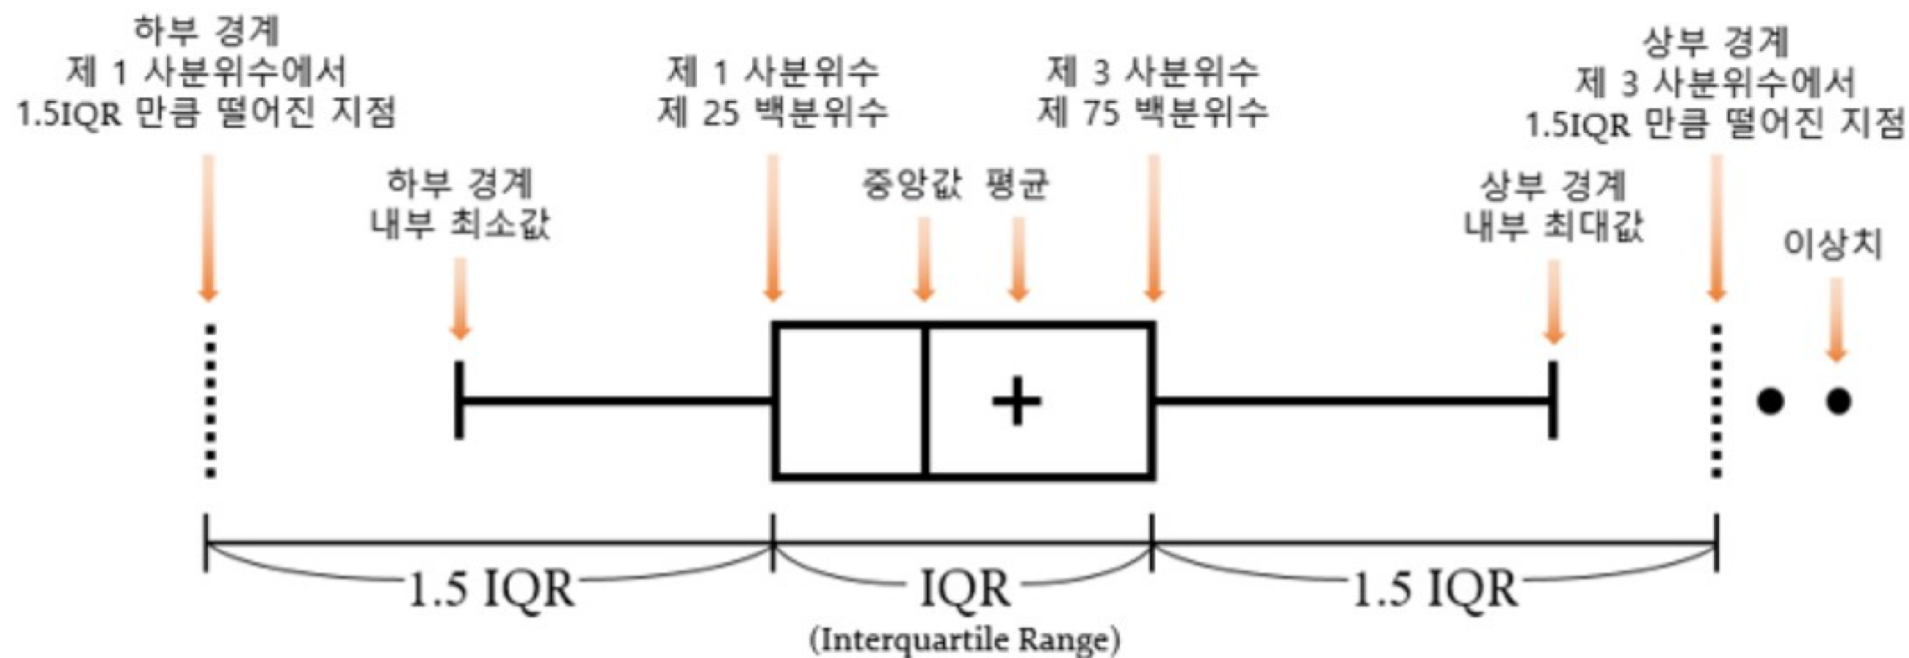 하부 경계
제 1 사분위수에서
1.5IQR 만큼 떨어진 지점
하부 경계
내부 최소값
제 1 사분위수
제 25 백분위수
중앙값 평균
제 3 사분위수
제 75 백분위수
상부 경계
내부 최대값
상부 경계
제 3 사분위수에서
1.5IQR 만큼 떨어진 지점
이상치
1.5 IQR
IQR
(Interquartile Range)
1.5 IQR